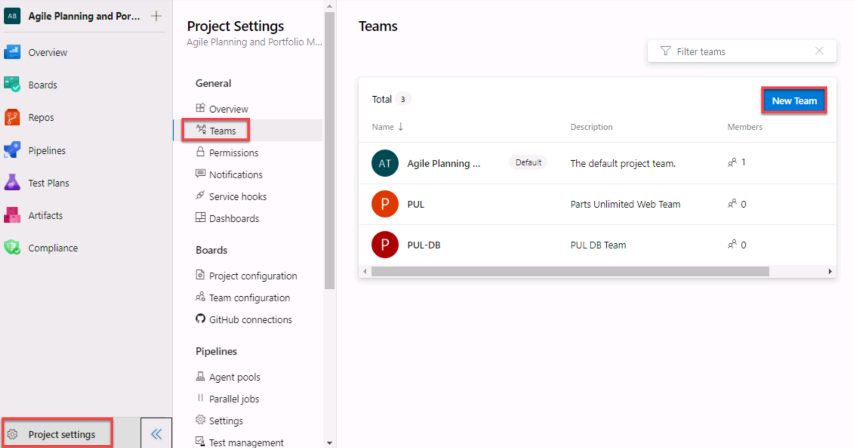 AB Agile Planning and Por...
Overview
Boards
Repos
Pipelines
Test Plans
Artifacts
Compliance
Project settings
Project Settings
Agile Planning and Portfolio M...
General
Overview
Teams
Permissions
Notifications
Service hooks
Dashboards
Boards
Project configuration
Team configuration
GitHub connections
Pipelines
Agent pools
Parallel jobs
Settings
Test management
Teams
Filter teams
Total 3
New Team
Name ↓ Description Members
AT Agile Planning ... Default The default project team. 1
P PUL Parts Unlimited Web Team 0
P PUL-DB PUL DB Team 0